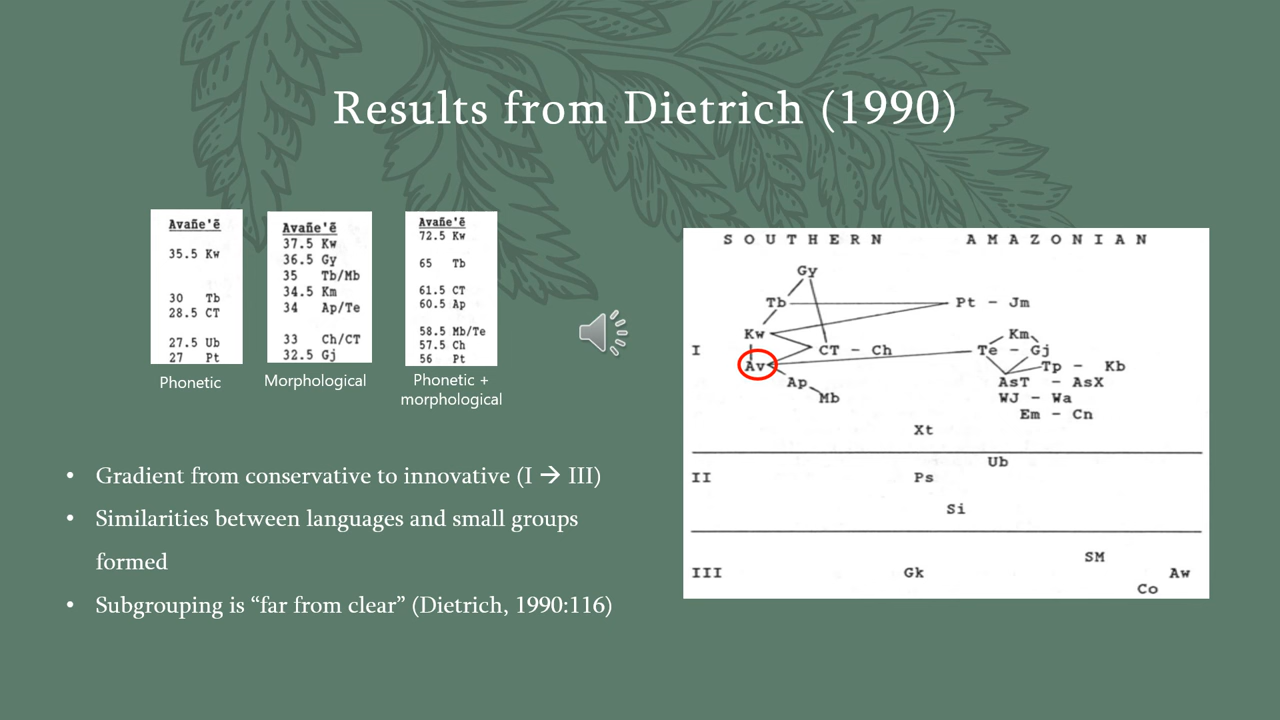 Results from Dietrich (1990)
Avañe'ẽ
35.5 Kw
30 Tb
28.5 CT
27.5 Ub
27 Pt
Phonetic
Avañe'ẽ
37.5 Kw
36.5 Gy
35 Tb/Mb
34.5 Km
34 Ap/Te
33 Ch/CT
32.5 Gj
Morphological
Avañe'ẽ
72.5 Kw
65 Tb
61.5 CT
60.5 Ap
58.5 Mb/Te
57.5 Ch
56 Pt
Phonetic +
morphological
• Gradient from conservative to innovative (I → III)
• Similarities between languages and small groups
formed
• Subgrouping is “far from clear” (Dietrich, 1990:116)
SOUTHERN AMAZONIAN
Gy
Tb Pt - Jm
Kw Km
I CT - Ch Te - Gj
Av Tp - Kb
Ap AsT - AsX
Mb WJ - Wa
Em - Cn
Xt
Ub
II Ps
Si
SM
III Gk Aw
Co